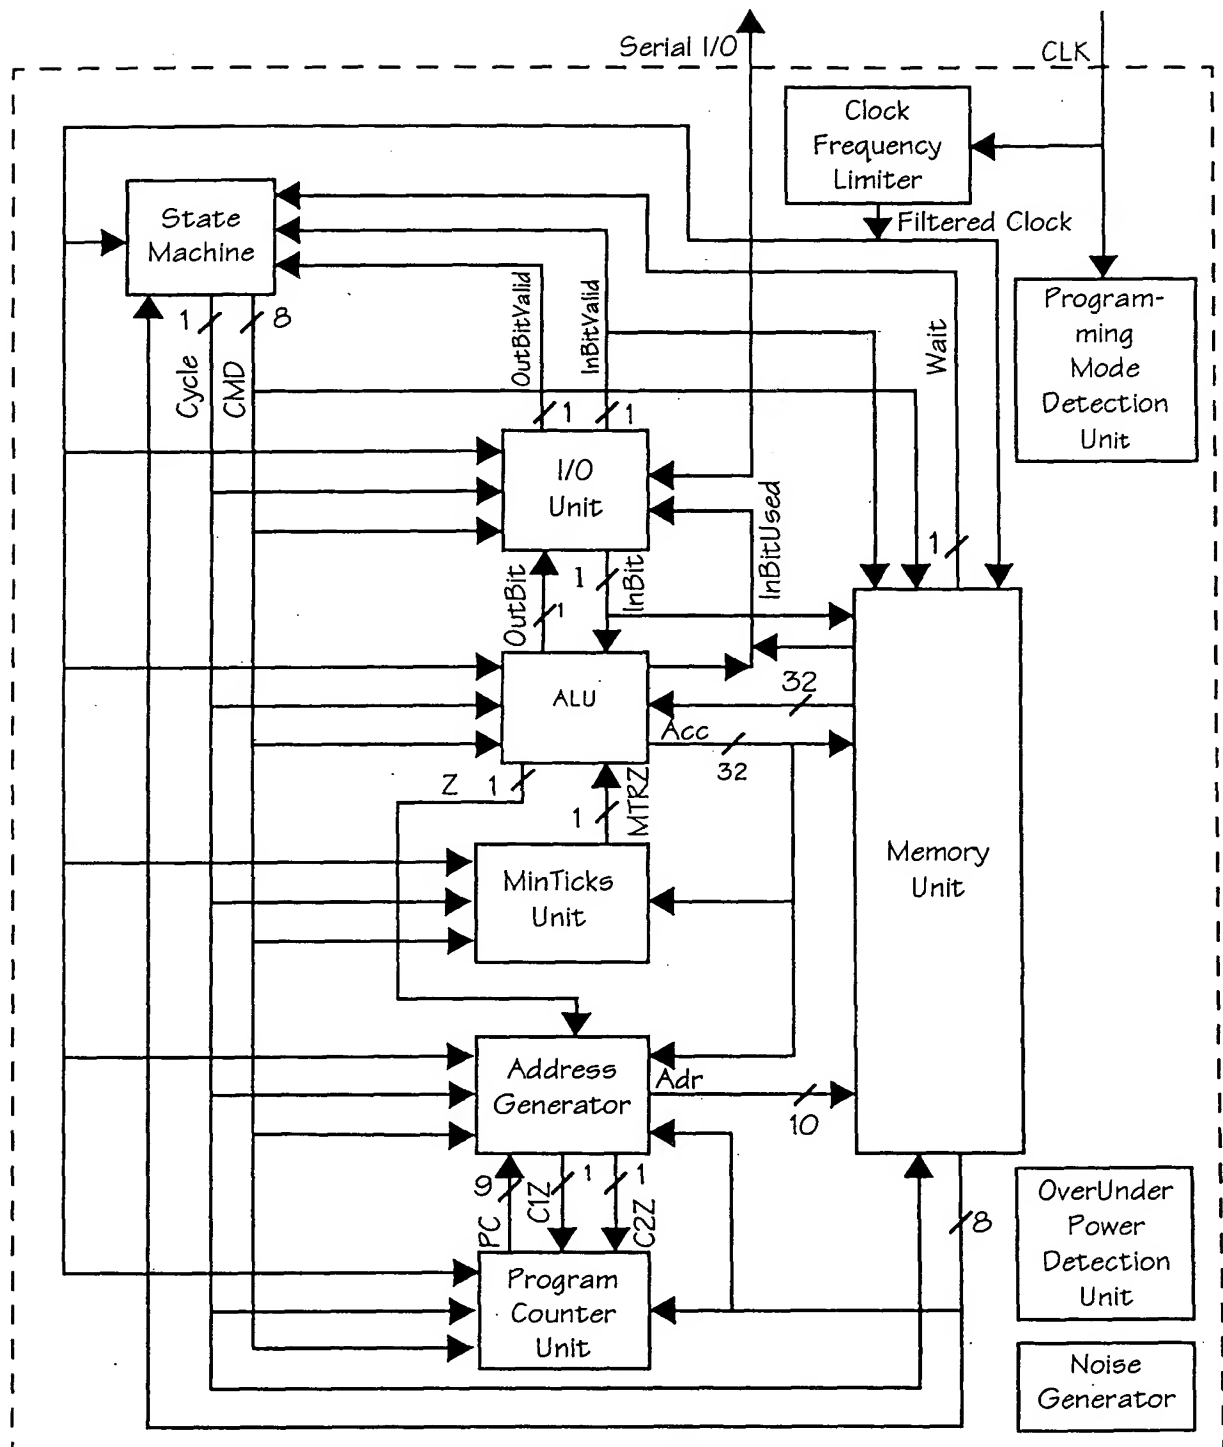 Serial I/O
CLK
Clock
Frequency
Limiter
Filtered Clock
State
Machine
Program-
ming
Mode
Detection
Unit
1
8
Cycle
CMD
OutBitValid
InBitValid
Wait
1
1
1
I/O
Unit
InBitUsed
OutBit
1
1
InBit
ALU
32
Acc
32
Z
1
1
MTRZ
MinTicks
Unit
Memory
Unit
Address
Generator
Adr
10
9
PC
C1Z
1
1
C2Z
8
Program
Counter
Unit
OverUnder
Power
Detection
Unit
Noise
Generator